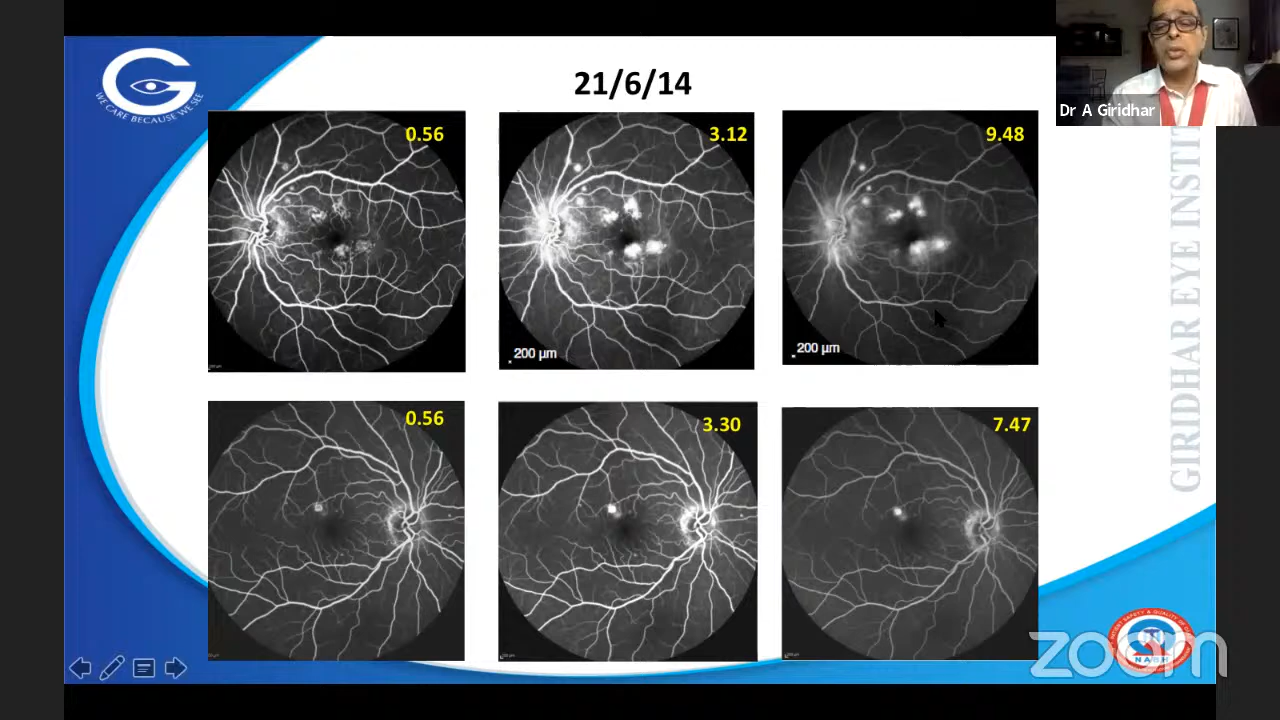 WE CARE BECAUSE WE SEE
21/6/14
Dr A Giridhar
0.56
3.12
9.48
200 µm
200 µm
0.56
3.30
7.47
GIRIDHAR EYE INSTIT
NABH
zoom